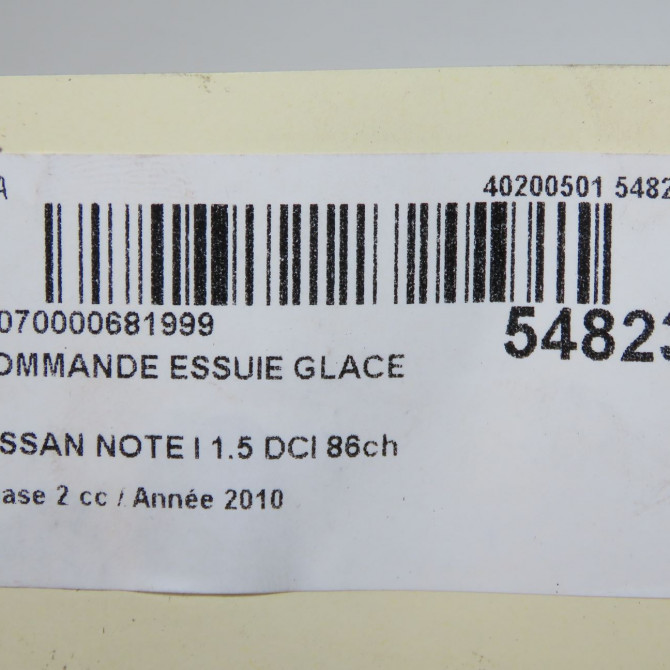 A 40200501 5482
070000681999 54823
OMMANDE ESSUIE GLACE
SSAN NOTE I 1.5 DCI 86ch
ase 2 cc / Année 2010